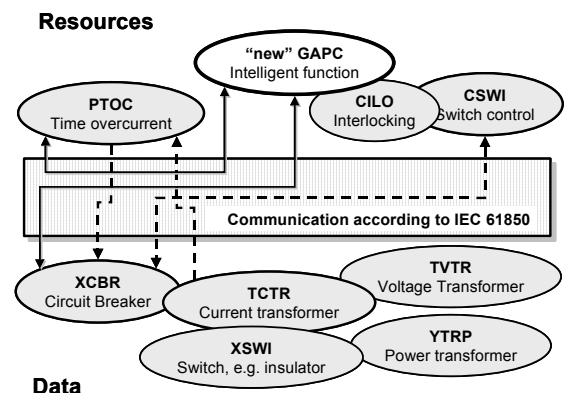 Resources
“new” GAPC
Intelligent function
PTOC
Time overcurrent
CILO
Interlocking
CSWI
Switch control
Communication according to IEC 61850
XCBR
Circuit Breaker
TCTR
Current transformer
TVTR
Voltage Transformer
XSWI
Switch, e.g. insulator
YTRP
Power transformer
Data